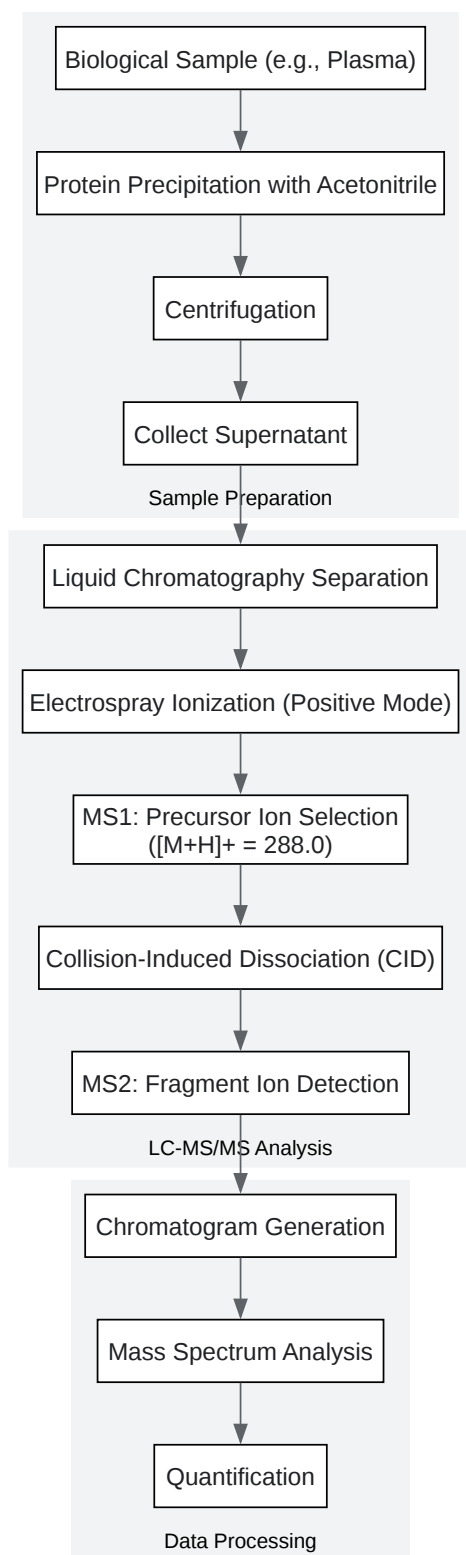 Biological Sample (e.g., Plasma)
Protein Precipitation with Acetonitrile
Centrifugation
Collect Supernatant
Sample Preparation
Liquid Chromatography Separation
Electrospray Ionization (Positive Mode)
MS1: Precursor Ion Selection
([M+H]+ = 288.0)
Collision-Induced Dissociation (CID)
MS2: Fragment Ion Detection
LC-MS/MS Analysis
Chromatogram Generation
Mass Spectrum Analysis
Quantification
Data Processing